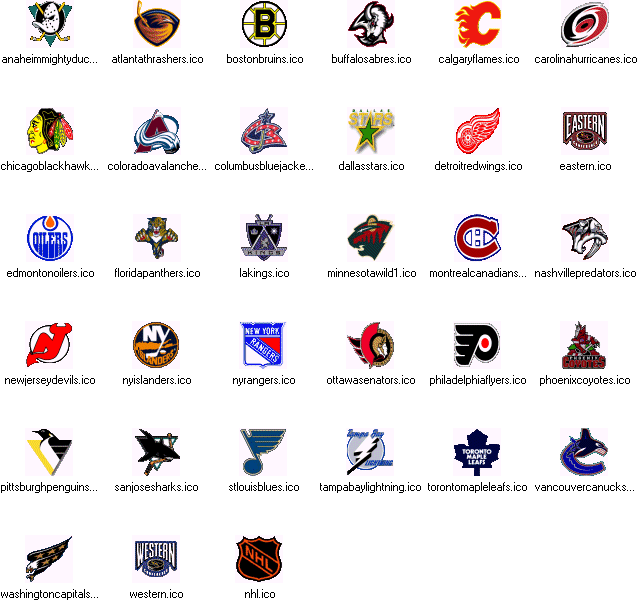 anaheimmightyduc...
atlantathrashers.ico
B
bostonbruins.ico
buffalosabres.ico
C
calgaryflames.ico
carolinahurricanes.ico
chicagoblackhawk...
A
coloradoavalanche...
columbusbluejacke...
DALLAS
STARS
dallasstars.ico
detroitredwings.ico
EASTERN
CONFERENCE
eastern.ico
OILERS
edmontonoilers.ico
floridapanthers.ico
KINGS
lakings.ico
minnesotawild1.ico
CH
montrealcanadians...
nashvillepredators.ico
NJ
newjerseydevils.ico
NY
ISLANDERS
nyislanders.ico
NEW YORK
RANGERS
nyrangers.ico
ottawasenators.ico
P
philadelphiaflyers.ico
PHOENIX
COYOTES
phoenixcoyotes.ico
pittsburghpenguins...
sanjosesharks.ico
stlouisblues.ico
Tampa Bay
LIGHTNING
tampabaylightning.ico
TORONTO
MAPLE
LEAFS
torontomapleleafs.ico
vancouvercanucks...
washingtoncapitals...
WESTERN
CONFERENCE
western.ico
NHL
nhl.ico